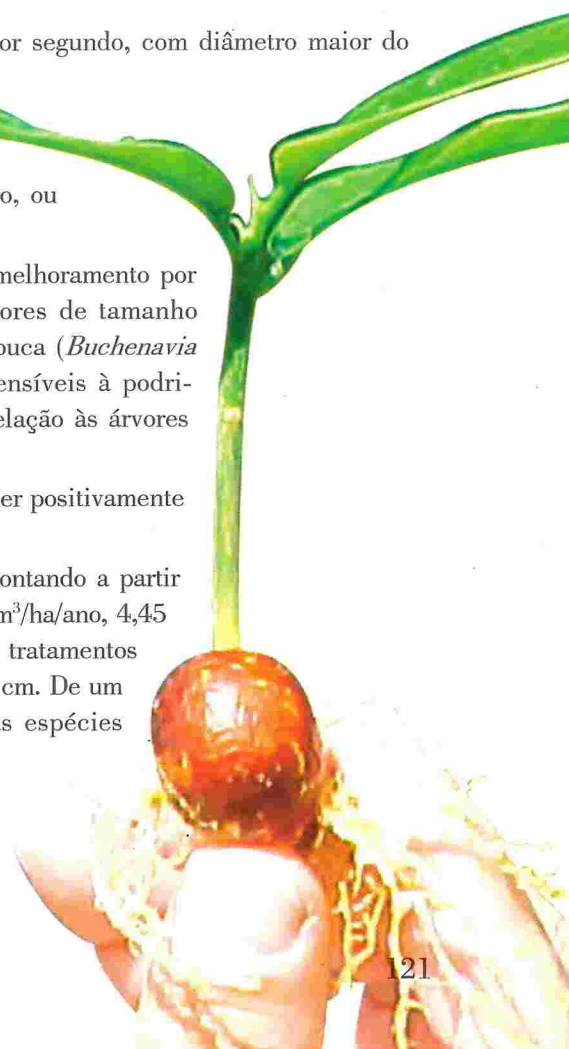 or segundo, com diâmetro maior do
o, ou
melhoramento por
ores de tamanho
ouca (Buchenavia
ensíveis à podri-
elação às árvores
er positivamente
ontando a partir
m³/ha/ano, 4,45
tratamentos
cm. De um
s espécies
121